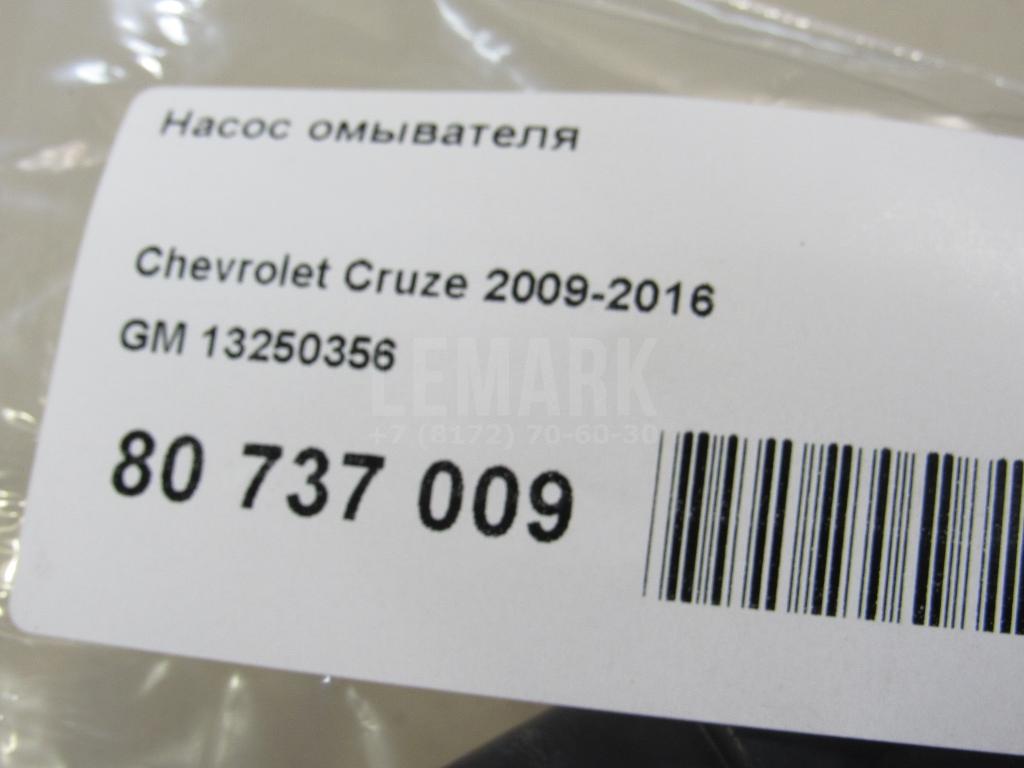 Насос омывателя
Chevrolet Cruze 2009-2016
GM 13250356
LEMARK
+7 (8172) 70-60-30
80 737 009